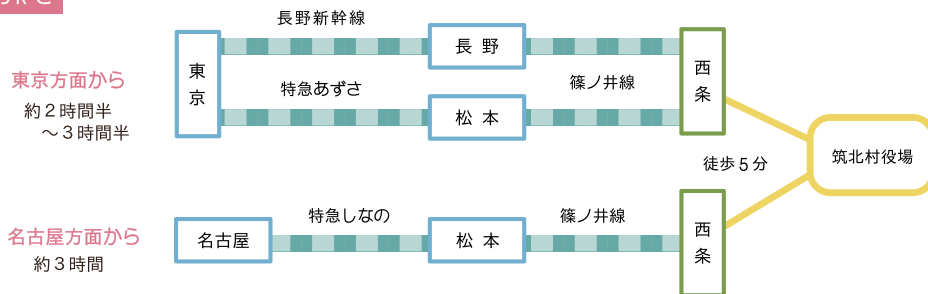 長野新幹線
長野
東京
西条
東京方面から
特急あずさ
篠ノ井線
約2時間半
〜3時間半
松本
筑北村役場
徒歩5分
特急しなの
篠ノ井線
名古屋方面から
名古屋
松本
西条
約3時間